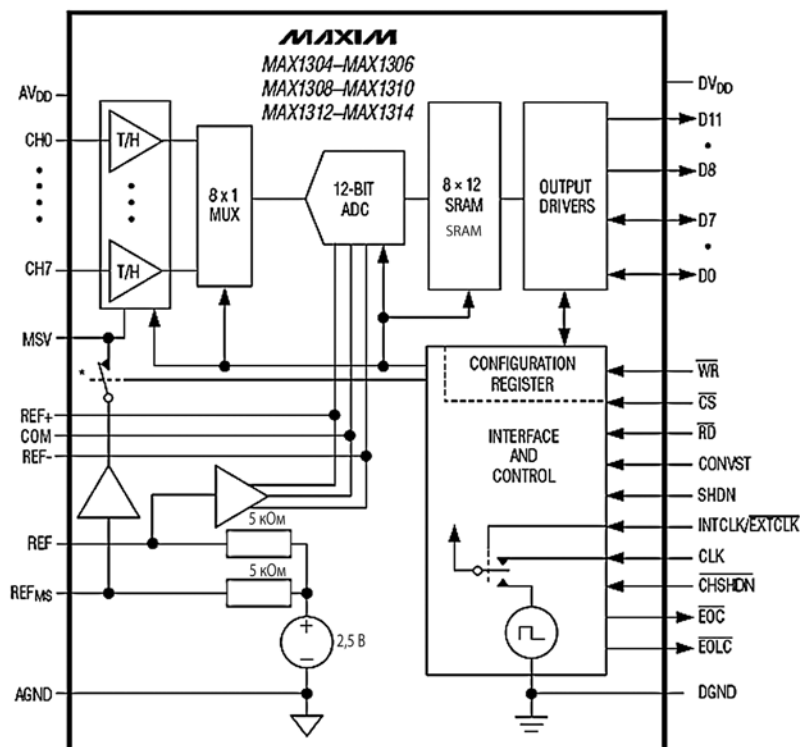 MAXIM
MAX1304–MAX1306
MAX1308–MAX1310
MAX1312–MAX1314
AVDD
DVDD
CH0
T/H
8 x 1
MUX
12-BIT
ADC
8 × 12
SRAM
SRAM
OUTPUT
DRIVERS
D11
D8
D7
D0
CH7
T/H
MSV
*
CONFIGURATION
REGISTER
WR
CS
REF+
COM
REF-
INTERFACE
AND
CONTROL
RD
CONVST
SHDN
INTCLK/EXTCLK
CLK
CHSHDN
EOC
EOLC
REF
5 кОм
REFMS
5 кОм
+
−
2,5 В
AGND
DGND